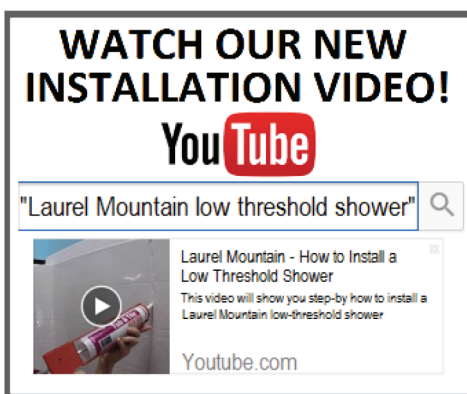 WATCH OUR NEW
INSTALLATION VIDEO!
YouTube
"Laurel Mountain low threshold shower"
Laurel Mountain - How to Install a
Low Threshold Shower
This video will show you step-by how to install a
Laurel Mountain low-threshold shower
Youtube.com